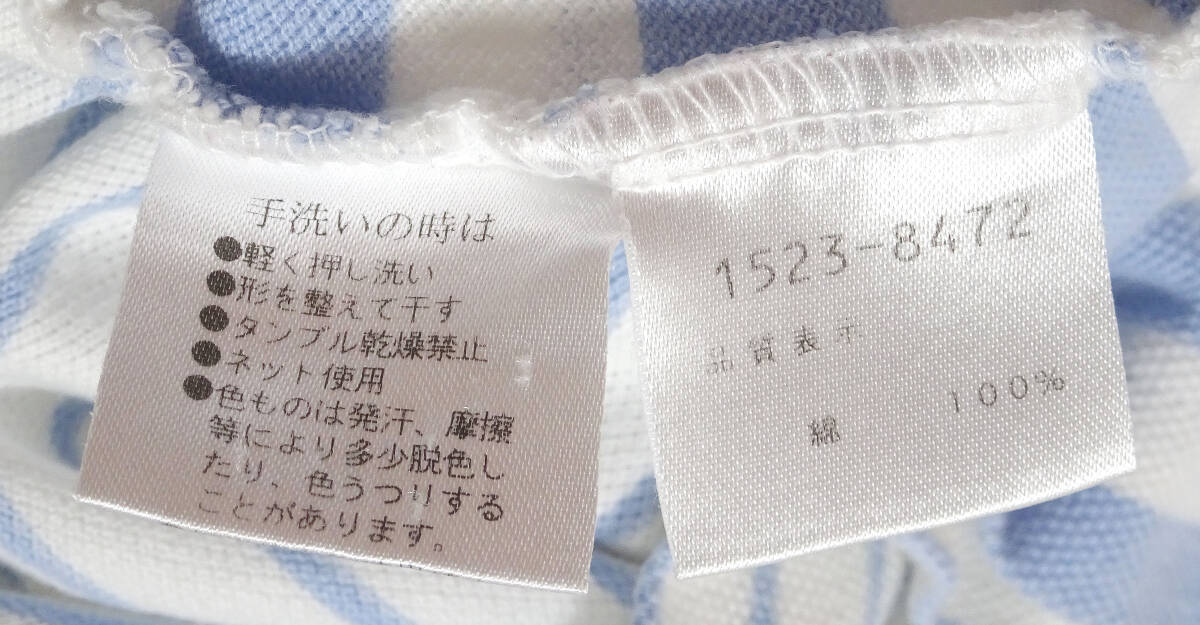 手洗いの時は
●軽く押し洗い
●形を整えて干す
●タンブル乾燥禁止
●ネット使用
●色ものは発汗、摩擦
等により多少脱色し
たり、色うつりする
ことがあります。
1523-8472
品質表示
綿 100%